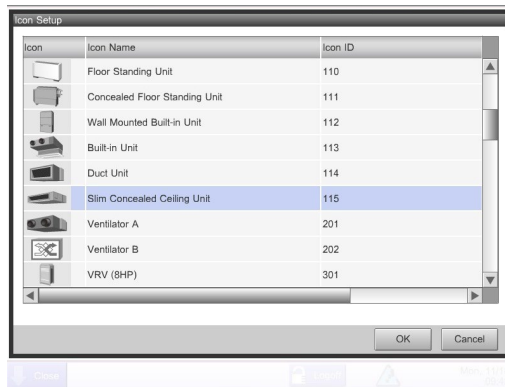 Icon Setup
Icon Icon Name Icon ID
Floor Standing Unit 110
Concealed Floor Standing Unit 111
Wall Mounted Built-in Unit 112
Built-in Unit 113
Duct Unit 114
Slim Concealed Ceiling Unit 115
Ventilator A 201
Ventilator B 202
VRV (8HP) 301
OK Cancel
Close